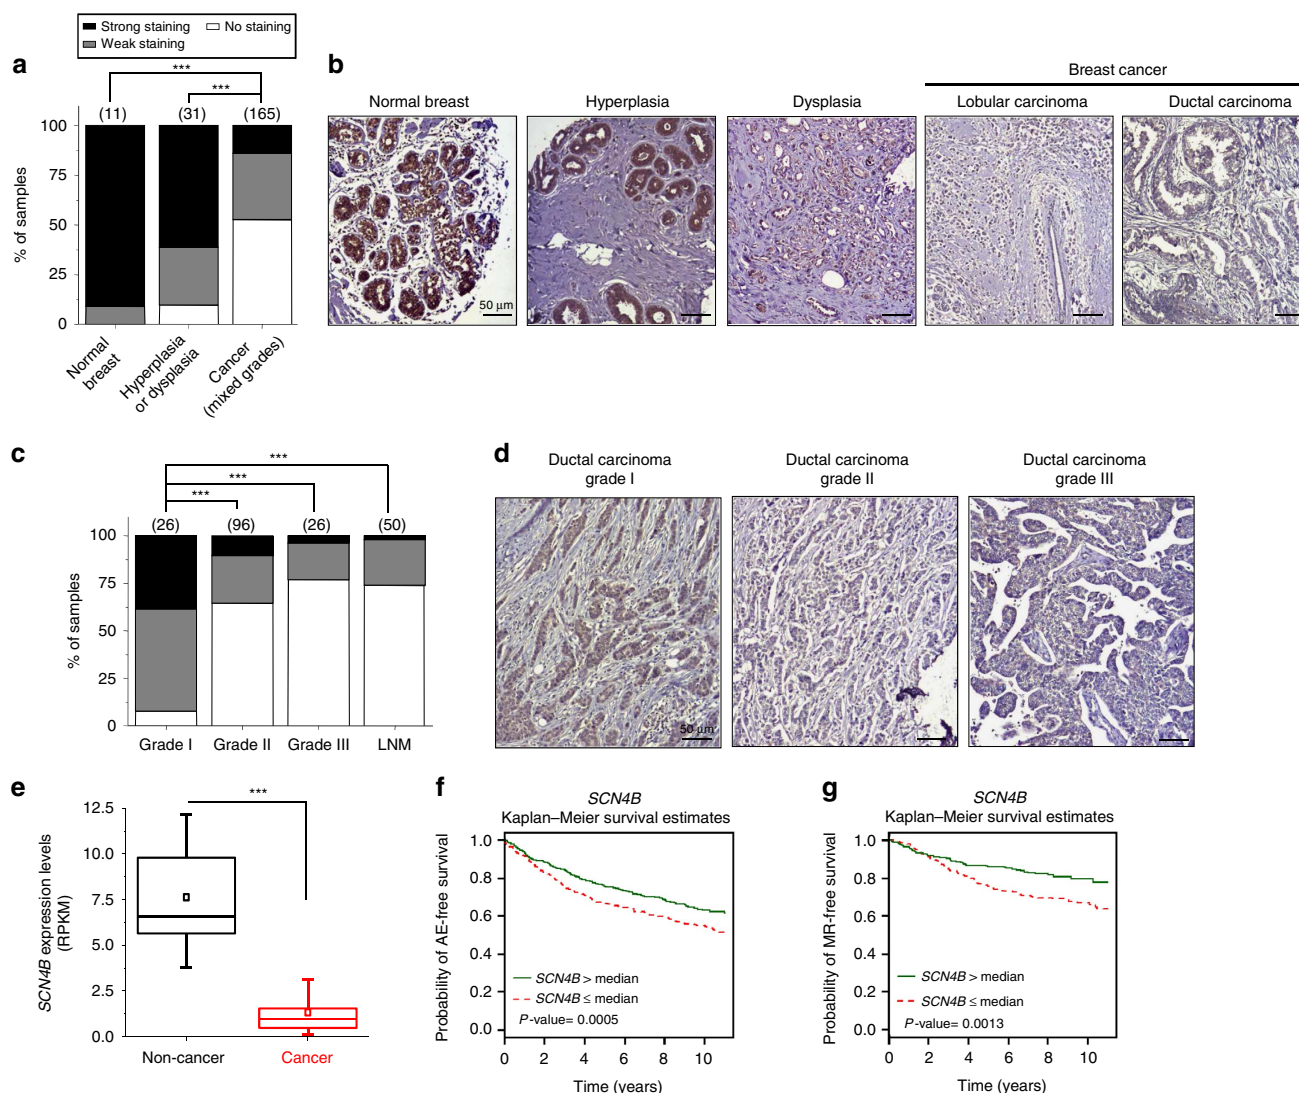 Strong staining
No staining
Weak staining
a
***
***
(11)
(31)
(165)
100
75
50
25
0
% of samples
Normal breast
Hyperplasia or dysplasia
Cancer (mixed grades)
b
Breast cancer
Normal breast
Hyperplasia
Dysplasia
Lobular carcinoma
Ductal carcinoma
50 μm
c
***
***
***
(26)
(96)
(26)
(50)
100
75
50
25
0
% of samples
Grade I
Grade II
Grade III
LNM
d
Ductal carcinoma
grade I
Ductal carcinoma
grade II
Ductal carcinoma
grade III
50 μm
e
***
12.5
10.0
7.5
5.0
2.5
0.0
SCN4B expression levels
(RPKM)
Non-cancer
Cancer
f
SCN4B
Kaplan–Meier survival estimates
1.0
0.8
0.6
0.4
0.2
0.0
Probability of AE-free survival
SCN4B > median
SCN4B ≤ median
P-value= 0.0005
0 2 4 6 8 10
Time (years)
g
SCN4B
Kaplan–Meier survival estimates
1.0
0.8
0.6
0.4
0.2
0.0
Probability of MR-free survival
SCN4B > median
SCN4B ≤ median
P-value= 0.0013
0 2 4 6 8 10
Time (years)